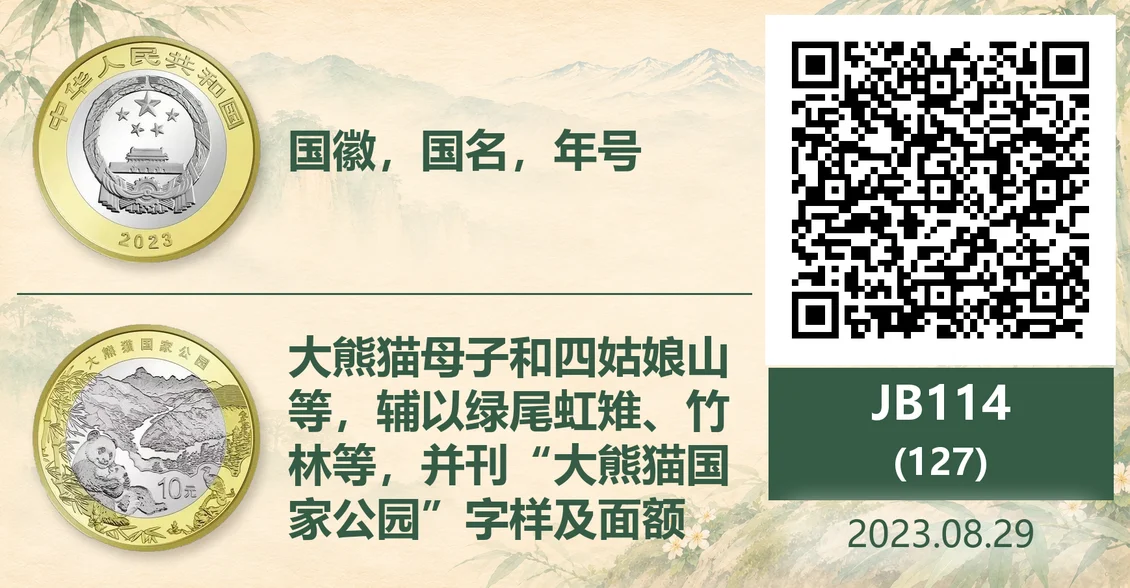 中华人民共和国
2023
国徽，国名，年号
大熊猫国家公园
10元
大熊猫母子和四姑娘山
等，辅以绿尾虹雉、竹
林等，并刊“大熊猫国
家公园”字样及面额
JB114
(127)
2023.08.29